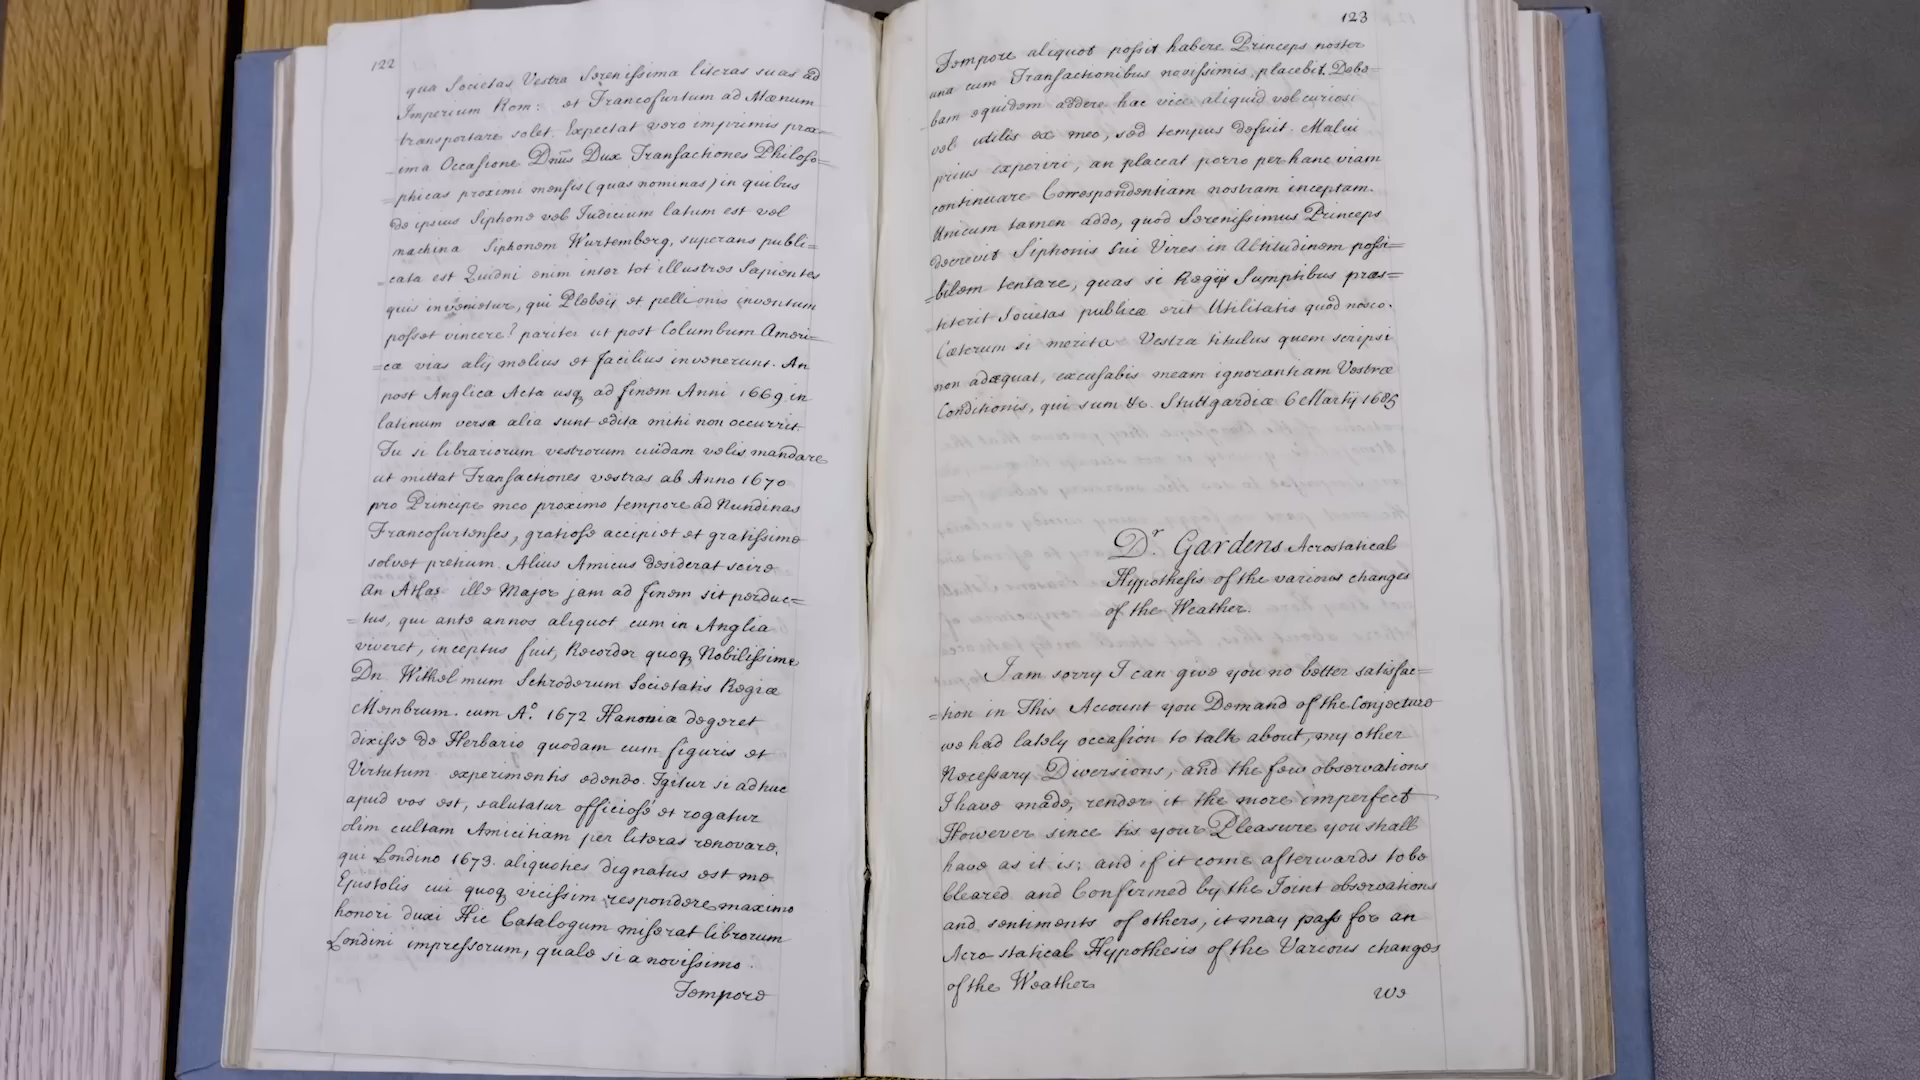 122
qua Societas Vestra Serenissima literas suas ad
Imperium Rom: et Francofurtum ad Mœnum
transportare solet. Expectat vero imprimis prox=
=ima Occasione Dnus Dux Transactiones Philoso=
=phicas proximi mensis (quas nominas) in quibus
de ipsius Siphone vel Iudicium latum est vel
machina Siphonem Wurtemberg, superans publi=
=cata est Quidni enim inter tot illustres Sapientes
quis invenietur, qui Plebeij et pellionis inventum
posset vincere? pariter ut post Columbum Ameri=
=cæ vias alij melius et facilius invenerunt. An
post Anglica Acta usq ad finem Anni 1669 in
latinum versa alia sunt edita mihi non occurrit
Tu si librariorum vestrorum cuidam velis mandare
ut mittat Transactiones vestras ab Anno 1670
pro Principe meo proximo tempore ad Nundinas
Francofurtenses, gratiose accipiet et gratissime
solvet pretium. Alius Amicus desiderat scire
An Atlas ille Major jam ad finem sit perduc=
=tus, qui ante annos aliquot cum in Anglia
viveret, inceptus fuit, Recordor quoq, Nobilissime
Dn Wilhelmum Schroderum Societatis Regiæ
Membrum. cum Ao. 1672 Hanoviæ degeret
dixisse de Herbario quodam cum figuris et
Virtutum experimentis edendo. Igitur si adhuc
apud vos est, salutatur officiose et rogatur
olim cultam Amicitiam per literas renovare,
qui Londino 1673. aliquoties dignatus est me
Epistolis cui quoq vicissim respondere maximo
honori duxi Hic Catalogum miserat librorum
Londini impressorum, quale si a novissimo
Tempore
123
Tempore aliquot possit habere Princeps noster
una cum Transactionibus novissimis, placebit. Debe=
bam equidem addere hac vice aliquid vel curiosi
vel utilis ex meo, sed tempus defuit. Malui
prius experiri, an placeat porro per hanc viam
continuare Correspondentiam nostram inceptam.
Unicum tamen addo, quod Serenissimus Princeps
decrevit Siphonis sui Vires in Altitudinem possi=
=bilem tentare, quas si Regijs Sumptibus præs=
=titerit Societas publicæ erit Utilitatis quod nosco.
Cæterum si merita Vestra titulus quem scripsi
non adæquat, excusabis meam ignorantiam Vestræ
Conditionis, qui sum &c. Stuttgardiæ 6 Martij 1685
Dr. Gardens Aerostatical
Hypothesis of the various changes
of the Weather.
I am sorry I can give you no better satisfac=
=tion in This Account you Demand of the Conjecture
we had lately occasion to talk about, my other
Necessary Diversions, and the few observations
I have made, render it the more imperfect
However since tis your Pleasure you shall
have as it is; and if it come afterwards to be
Cleared and Confirmed by the Joint observations
and sentiments of others, it may pass for an
Aero statical Hypothesis of the Various changes
of the Weather
We